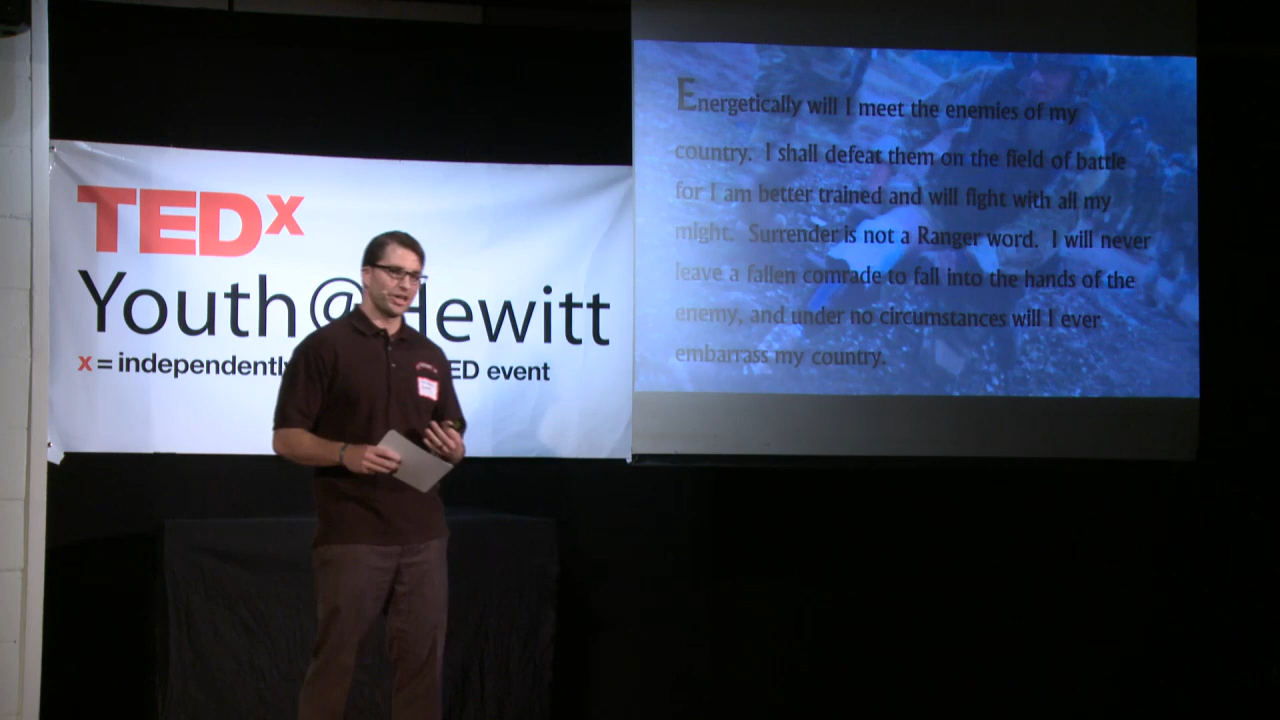 TEDx
Youth@Hewitt
x = independently ED event
Energetically will I meet the enemies of my
country. I shall defeat them on the field of battle
for I am better trained and will fight with all my
might. Surrender is not a Ranger word. I will never
leave a fallen comrade to fall into the hands of the
enemy, and under no circumstances will I ever
embarrass my country.